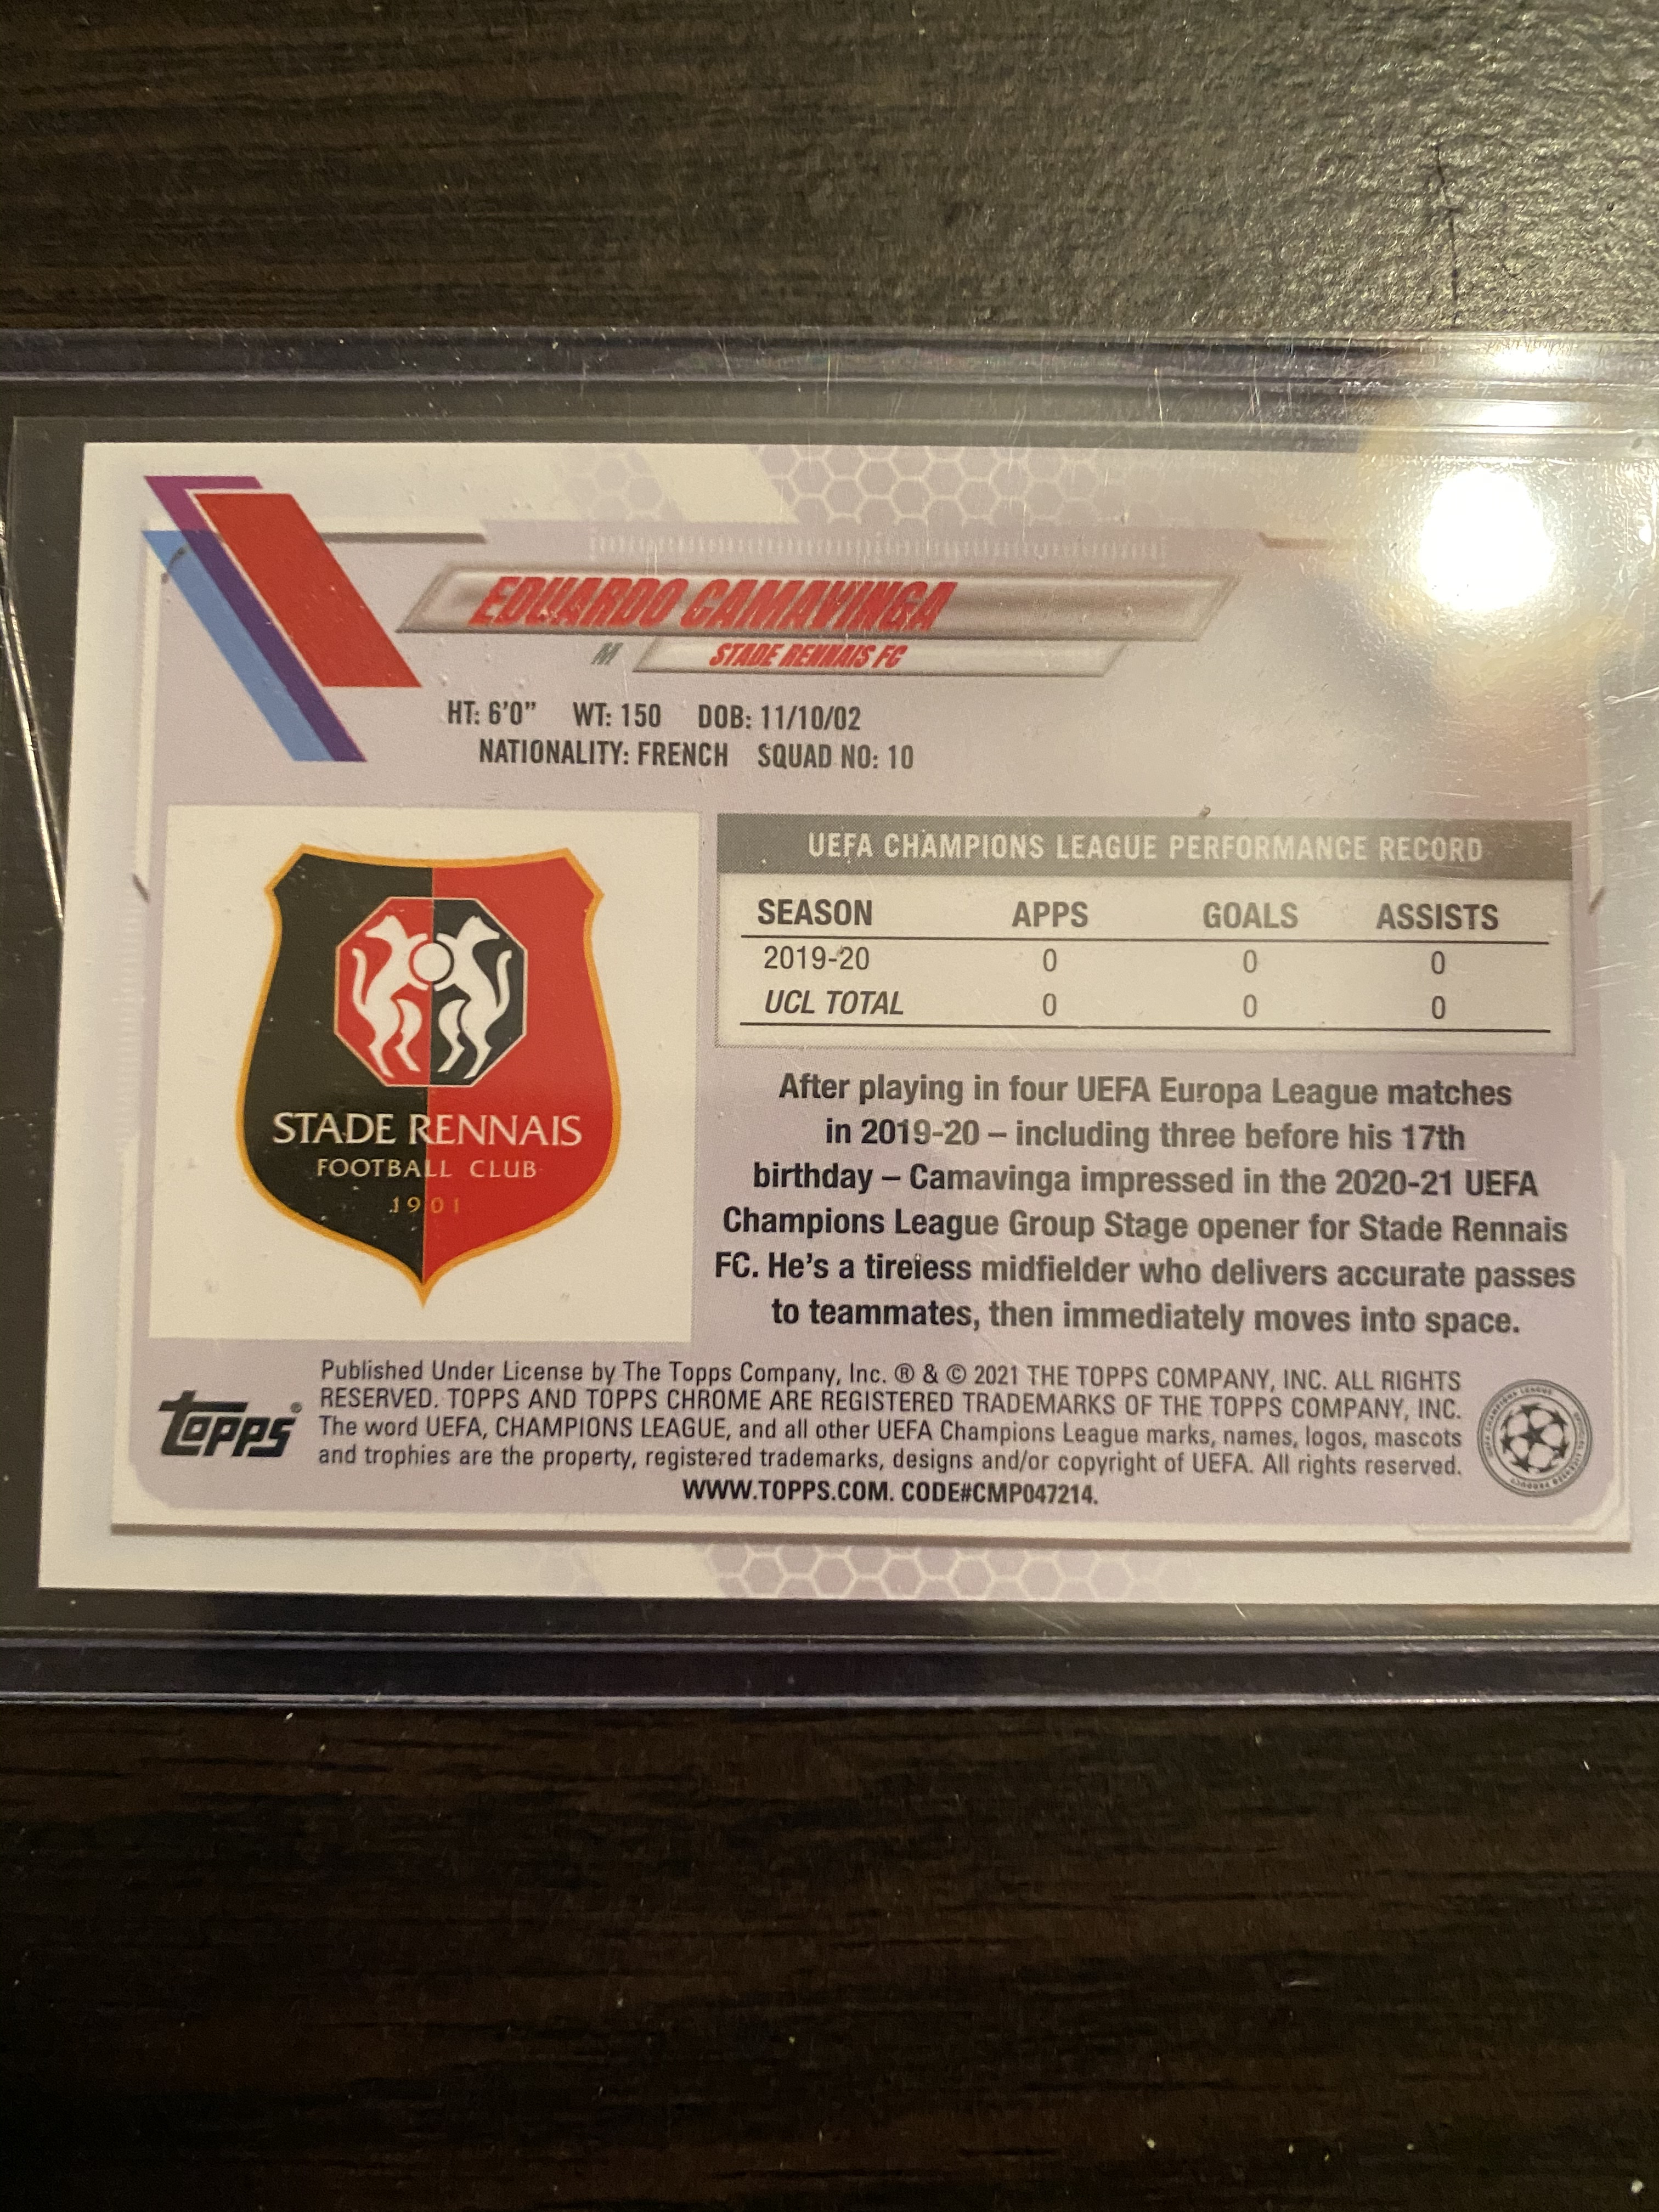 EDUARDO CAMAVINGA
M STADE RENNAIS FC
HT: 6'0" WT: 150 DOB: 11/10/02
NATIONALITY: FRENCH SQUAD NO: 10
STADE RENNAIS
FOOTBALL CLUB
1901
UEFA CHAMPIONS LEAGUE PERFORMANCE RECORD
SEASON APPS GOALS ASSISTS
2019-20 0 0 0
UCL TOTAL 0 0 0
After playing in four UEFA Europa League matches
in 2019-20 – including three before his 17th
birthday – Camavinga impressed in the 2020-21 UEFA
Champions League Group Stage opener for Stade Rennais
FC. He's a tireless midfielder who delivers accurate passes
to teammates, then immediately moves into space.
topps®
Published Under License by The Topps Company, Inc. ® & © 2021 THE TOPPS COMPANY, INC. ALL RIGHTS
RESERVED. TOPPS AND TOPPS CHROME ARE REGISTERED TRADEMARKS OF THE TOPPS COMPANY, INC.
The word UEFA, CHAMPIONS LEAGUE, and all other UEFA Champions League marks, names, logos, mascots
and trophies are the property, registered trademarks, designs and/or copyright of UEFA. All rights reserved.
WWW.TOPPS.COM. CODE#CMP047214.
UEFA CHAMPIONS LEAGUE OFFICIAL LICENSED PRODUCT